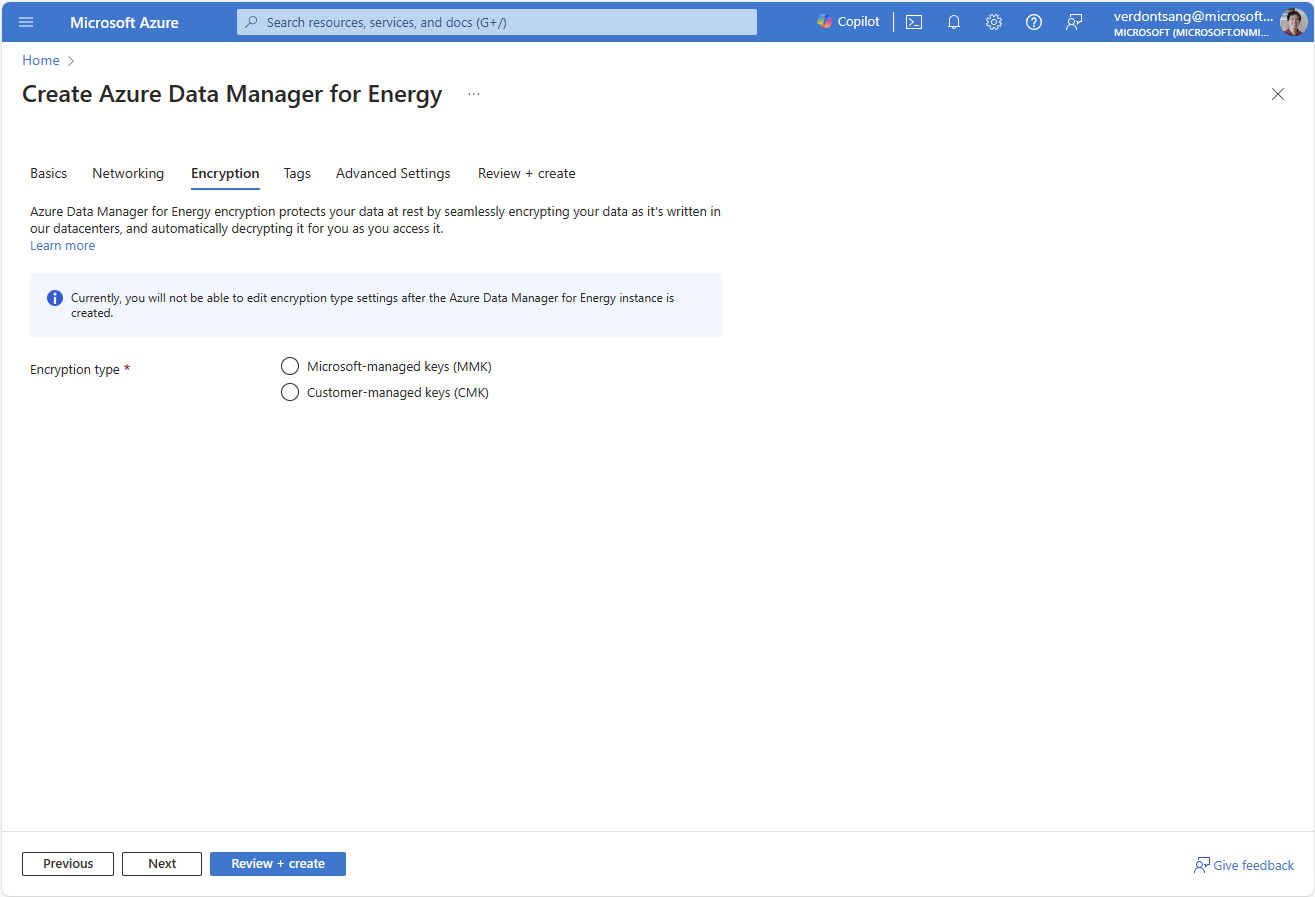 Microsoft Azure
Search resources, services, and docs (G+/)
Copilot
verdontsang@microsoft...
MICROSOFT (MICROSOFT.ONMI...
Home
Create Azure Data Manager for Energy ...
Basics Networking Encryption Tags Advanced Settings Review + create
Azure Data Manager for Energy encryption protects your data at rest by seamlessly encrypting your data as it's written in
our datacenters, and automatically decrypting it for you as you access it.
Learn more
Currently, you will not be able to edit encryption type settings after the Azure Data Manager for Energy instance is
created.
Encryption type *
Microsoft-managed keys (MMK)
Customer-managed keys (CMK)
Previous Next Review + create
Give feedback